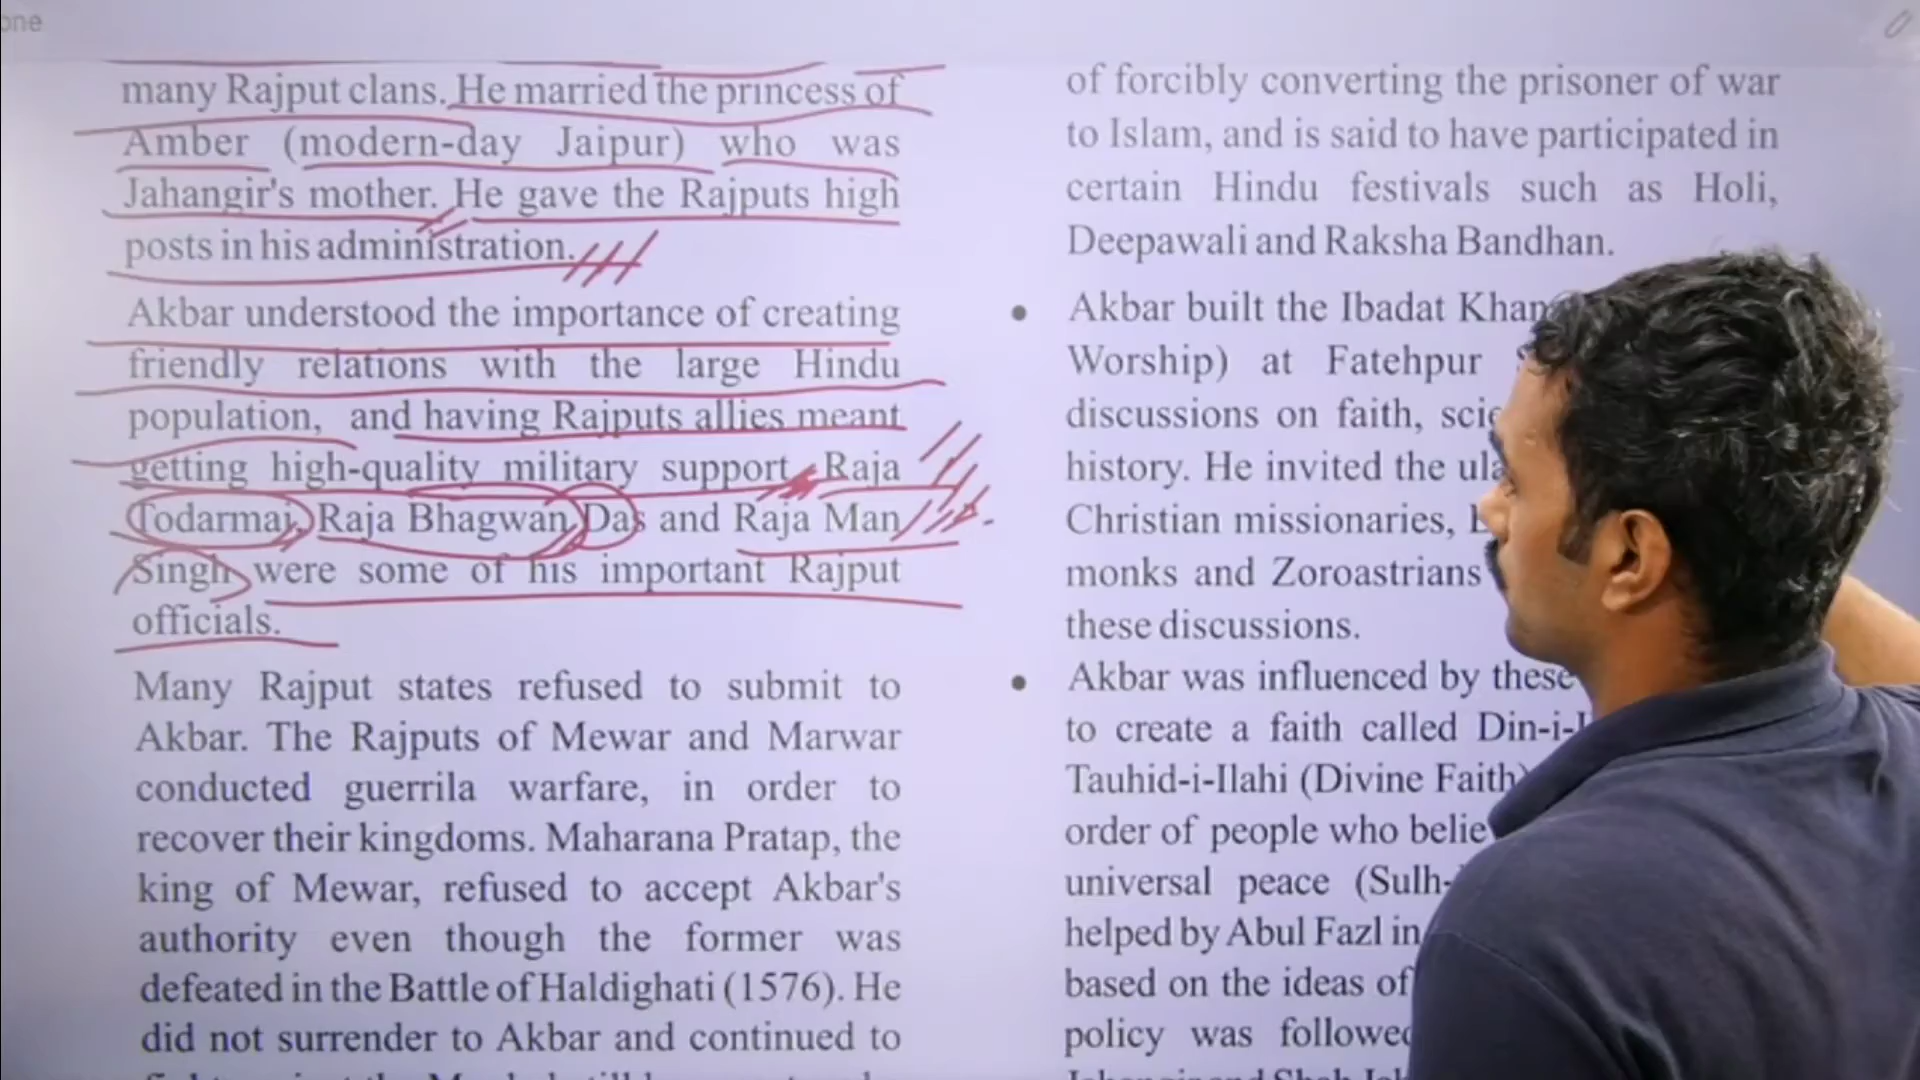 one
many Rajput clans. He married the princess of
Amber (modern-day Jaipur) who was
Jahangir's mother. He gave the Rajputs high
posts in his administration.
Akbar understood the importance of creating
friendly relations with the large Hindu
population, and having Rajputs allies meant
getting high-quality military support. Raja
Todarmal, Raja Bhagwan Das and Raja Man
Singh were some of his important Rajput
officials.
Many Rajput states refused to submit to
Akbar. The Rajputs of Mewar and Marwar
conducted guerrila warfare, in order to
recover their kingdoms. Maharana Pratap, the
king of Mewar, refused to accept Akbar's
authority even though the former was
defeated in the Battle of Haldighati (1576). He
did not surrender to Akbar and continued to
of forcibly converting the prisoner of war
to Islam, and is said to have participated in
certain Hindu festivals such as Holi,
Deepawali and Raksha Bandhan.
• Akbar built the Ibadat Khan
Worship) at Fatehpur
discussions on faith, sci
history. He invited the
Christian missionaries,
monks and Zoroastrians
these discussions.
• Akbar was influenced by these
to create a faith called Din-i-
Tauhid-i-Ilahi (Divine Faith)
order of people who belie
universal peace (Sulh-
helped by Abul Fazl in
based on the ideas of
policy was followed